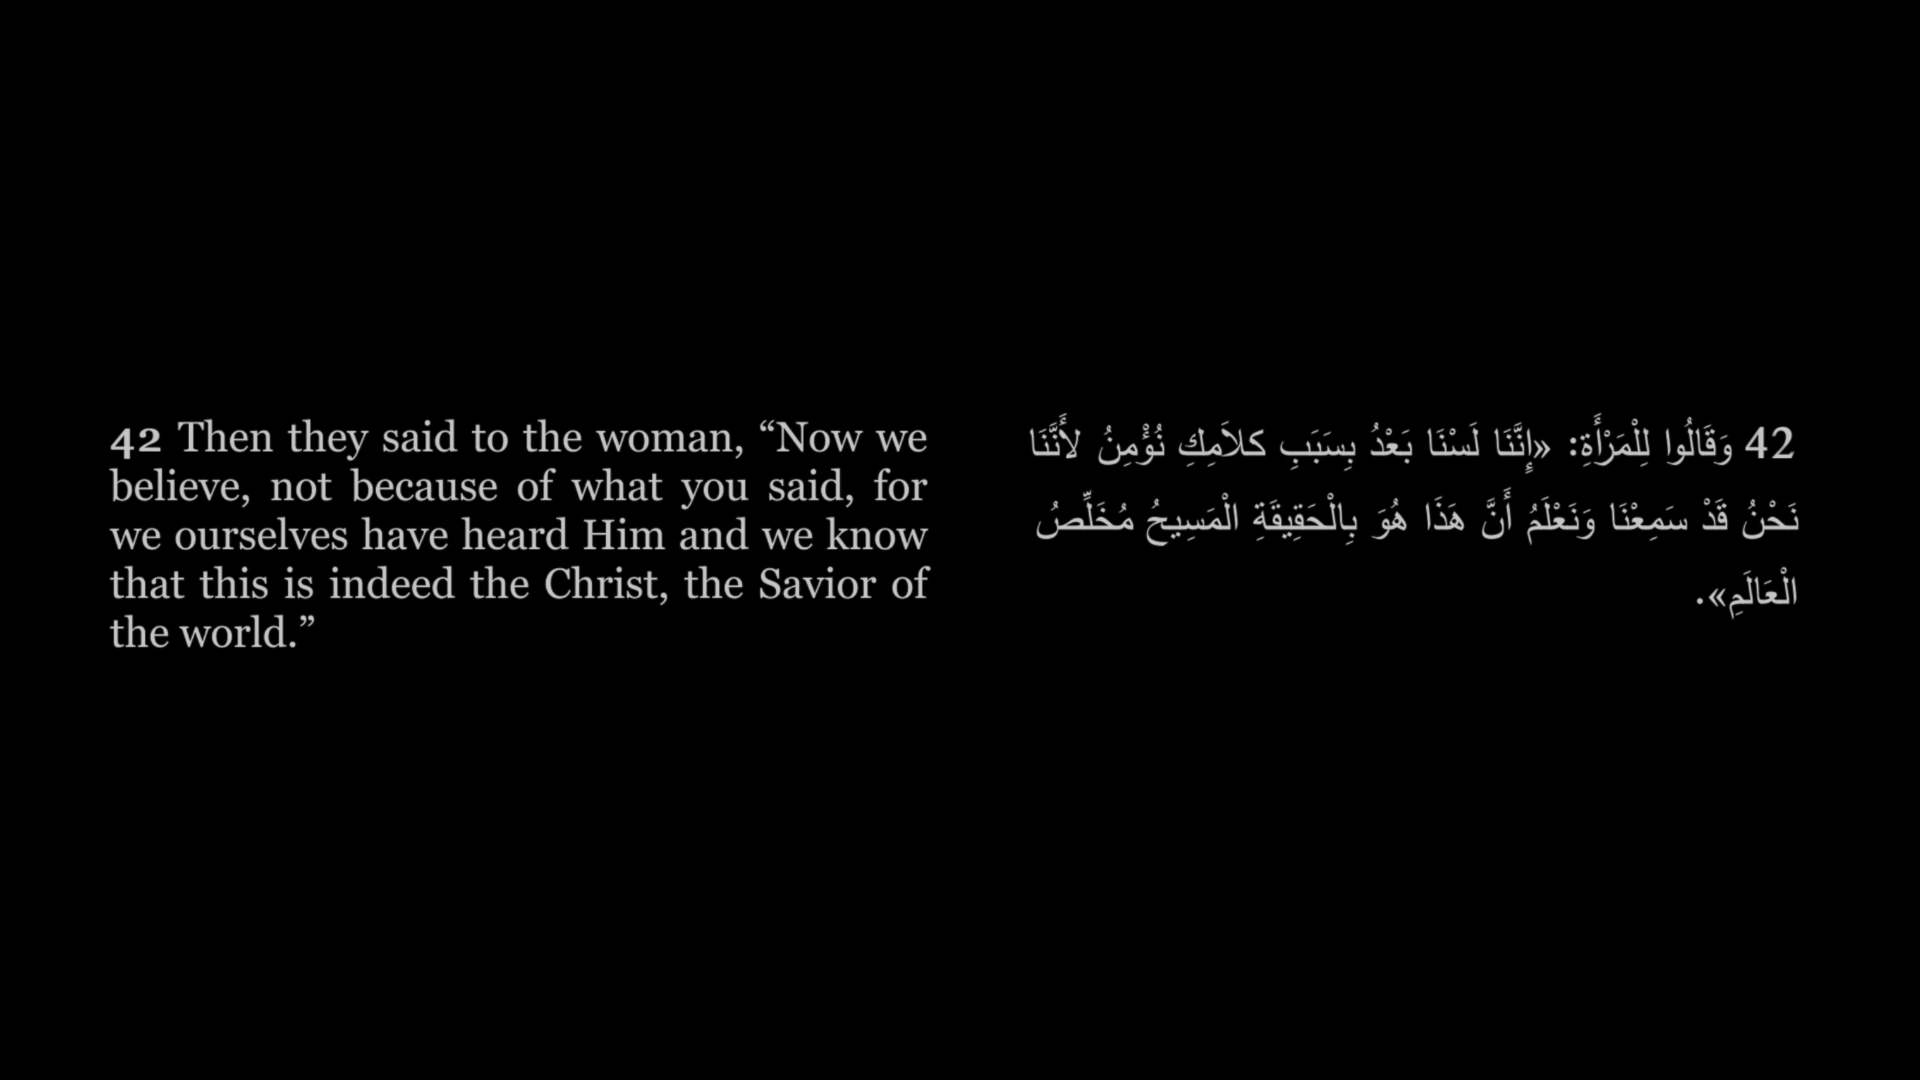 42 Then they said to the woman, “Now we
believe, not because of what you said, for
we ourselves have heard Him and we know
that this is indeed the Christ, the Savior of
the world.”
42 وَقَالُوا لِلْمَرْأَةِ: «إِنَّنَا لَسْنَا بَعْدُ بِسَبَبِ كلاَمِكِ نُؤْمِنُ لأَنَّنَا
نَحْنُ قَدْ سَمِعْنَا وَنَعْلَمُ أَنَّ هَذَا هُوَ بِالْحَقِيقَةِ الْمَسِيحُ مُخَلِّصُ
الْعَالَمِ».